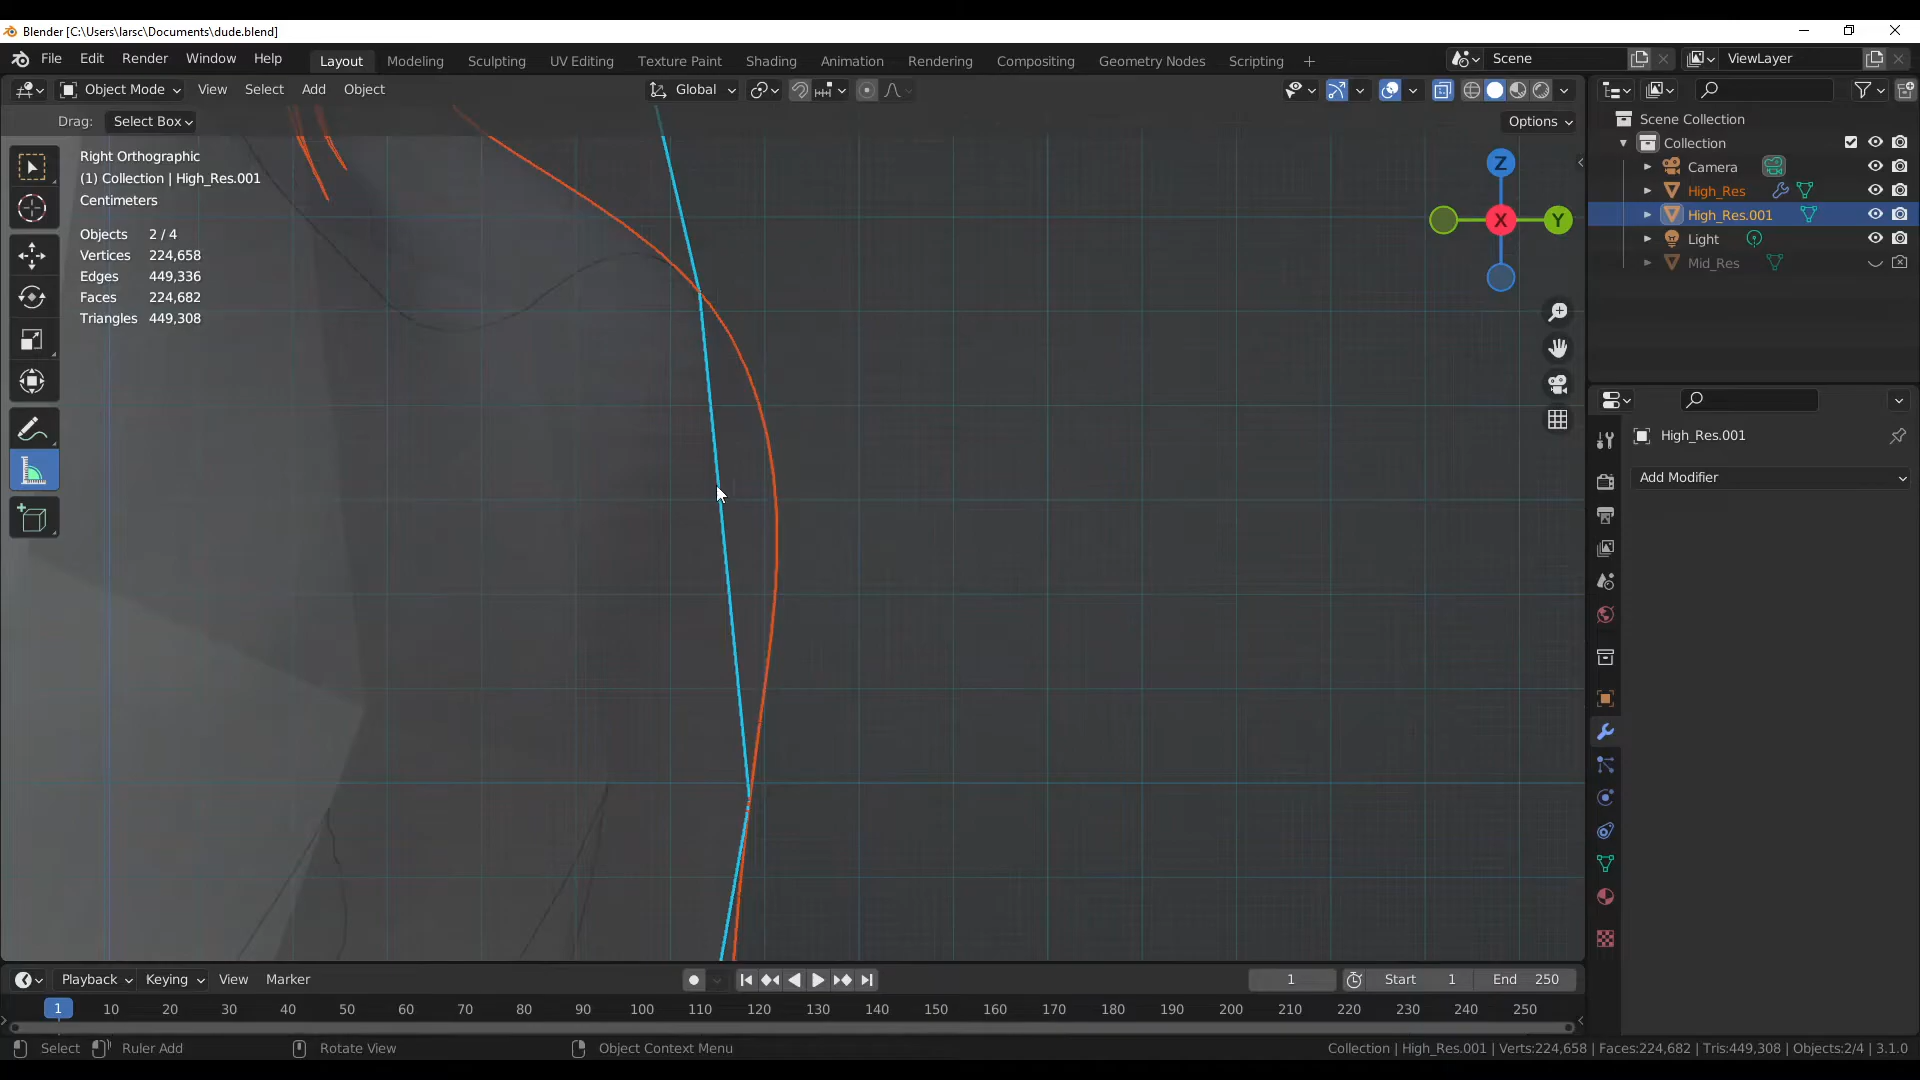 Blender [C:\Users\larsc\Documents\dude.blend]
File Edit Render Window Help Layout Modeling Sculpting UV Editing Texture Paint Shading Animation Rendering Compositing Geometry Nodes Scripting + Scene ViewLayer
Object Mode View Select Add Object Global
Drag: Select Box Options
Right Orthographic
(1) Collection | High_Res.001
Centimeters
Objects 2 / 4
Vertices 224,658
Edges 449,336
Faces 224,682
Triangles 449,308
Z
X
Y
Scene Collection
Collection
Camera
High_Res
High_Res.001
Light
Mid_Res
High_Res.001
Add Modifier
Playback Keying View Marker 1 Start 1 End 250
1 10 20 30 40 50 60 70 80 90 100 110 120 130 140 150 160 170 180 190 200 210 220 230 240 250
Select Ruler Add Rotate View Object Context Menu Collection | High_Res.001 | Verts:224,658 | Faces:224,682 | Tris:449,308 | Objects:2/4 | 3.1.0